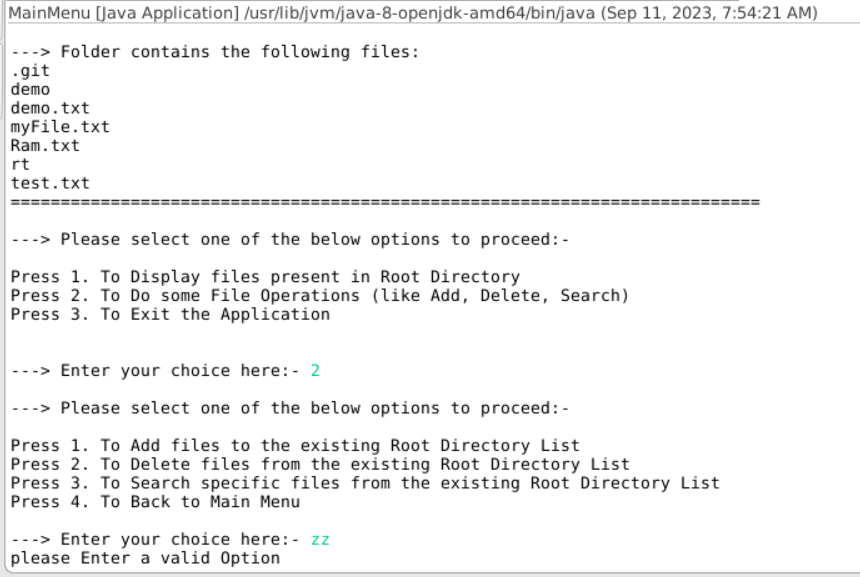 MainMenu [Java Application] /usr/lib/jvm/java-8-openjdk-amd64/bin/java (Sep 11, 2023, 7:54:21 AM)
---> Folder contains the following files:
.git
demo
demo.txt
myFile.txt
Ram.txt
rt
test.txt
===========================================================================
---> Please select one of the below options to proceed:-
Press 1. To Display files present in Root Directory
Press 2. To Do some File Operations (like Add, Delete, Search)
Press 3. To Exit the Application
---> Enter your choice here:- 2
---> Please select one of the below options to proceed:-
Press 1. To Add files to the existing Root Directory List
Press 2. To Delete files from the existing Root Directory List
Press 3. To Search specific files from the existing Root Directory List
Press 4. To Back to Main Menu
---> Enter your choice here:- zz
please Enter a valid Option